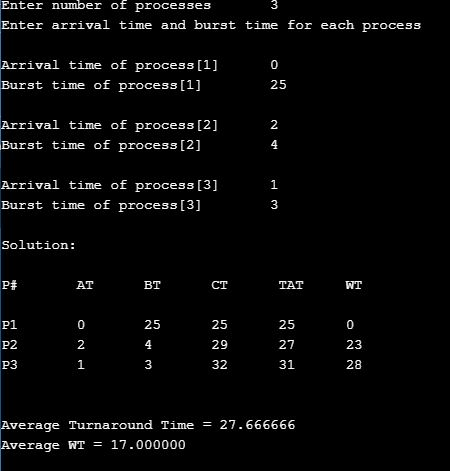 Enter number of processes 3
Enter arrival time and burst time for each process
Arrival time of process[1] 0
Burst time of process[1] 25
Arrival time of process[2] 2
Burst time of process[2] 4
Arrival time of process[3] 1
Burst time of process[3] 3
Solution:
P# AT BT CT TAT WT
P1 0 25 25 25 0
P2 2 4 29 27 23
P3 1 3 32 31 28
Average Turnaround Time = 27.666666
Average WT = 17.000000